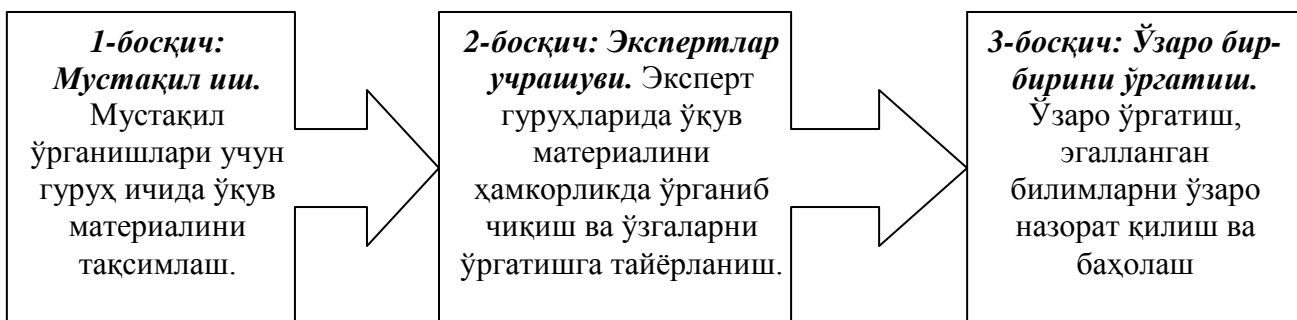 1-босқич:
Мустақил иш.
Мустақил
ўрганишлари учун
гуруҳ ичида ўқув
материалини
тақсимлаш.
2-босқич: Экспертлар
учрашуви. Эксперт
гуруҳларида ўқув
материалини
ҳамкорликда ўрганиб
чиқиш ва ўзгаларни
ўргатишга тайёрланиш.
3-босқич: Ўзаро бир-
бирини ўргатиш.
Ўзаро ўргатиш,
эгалланган
билимларни ўзаро
назорат қилиш ва
баҳолаш